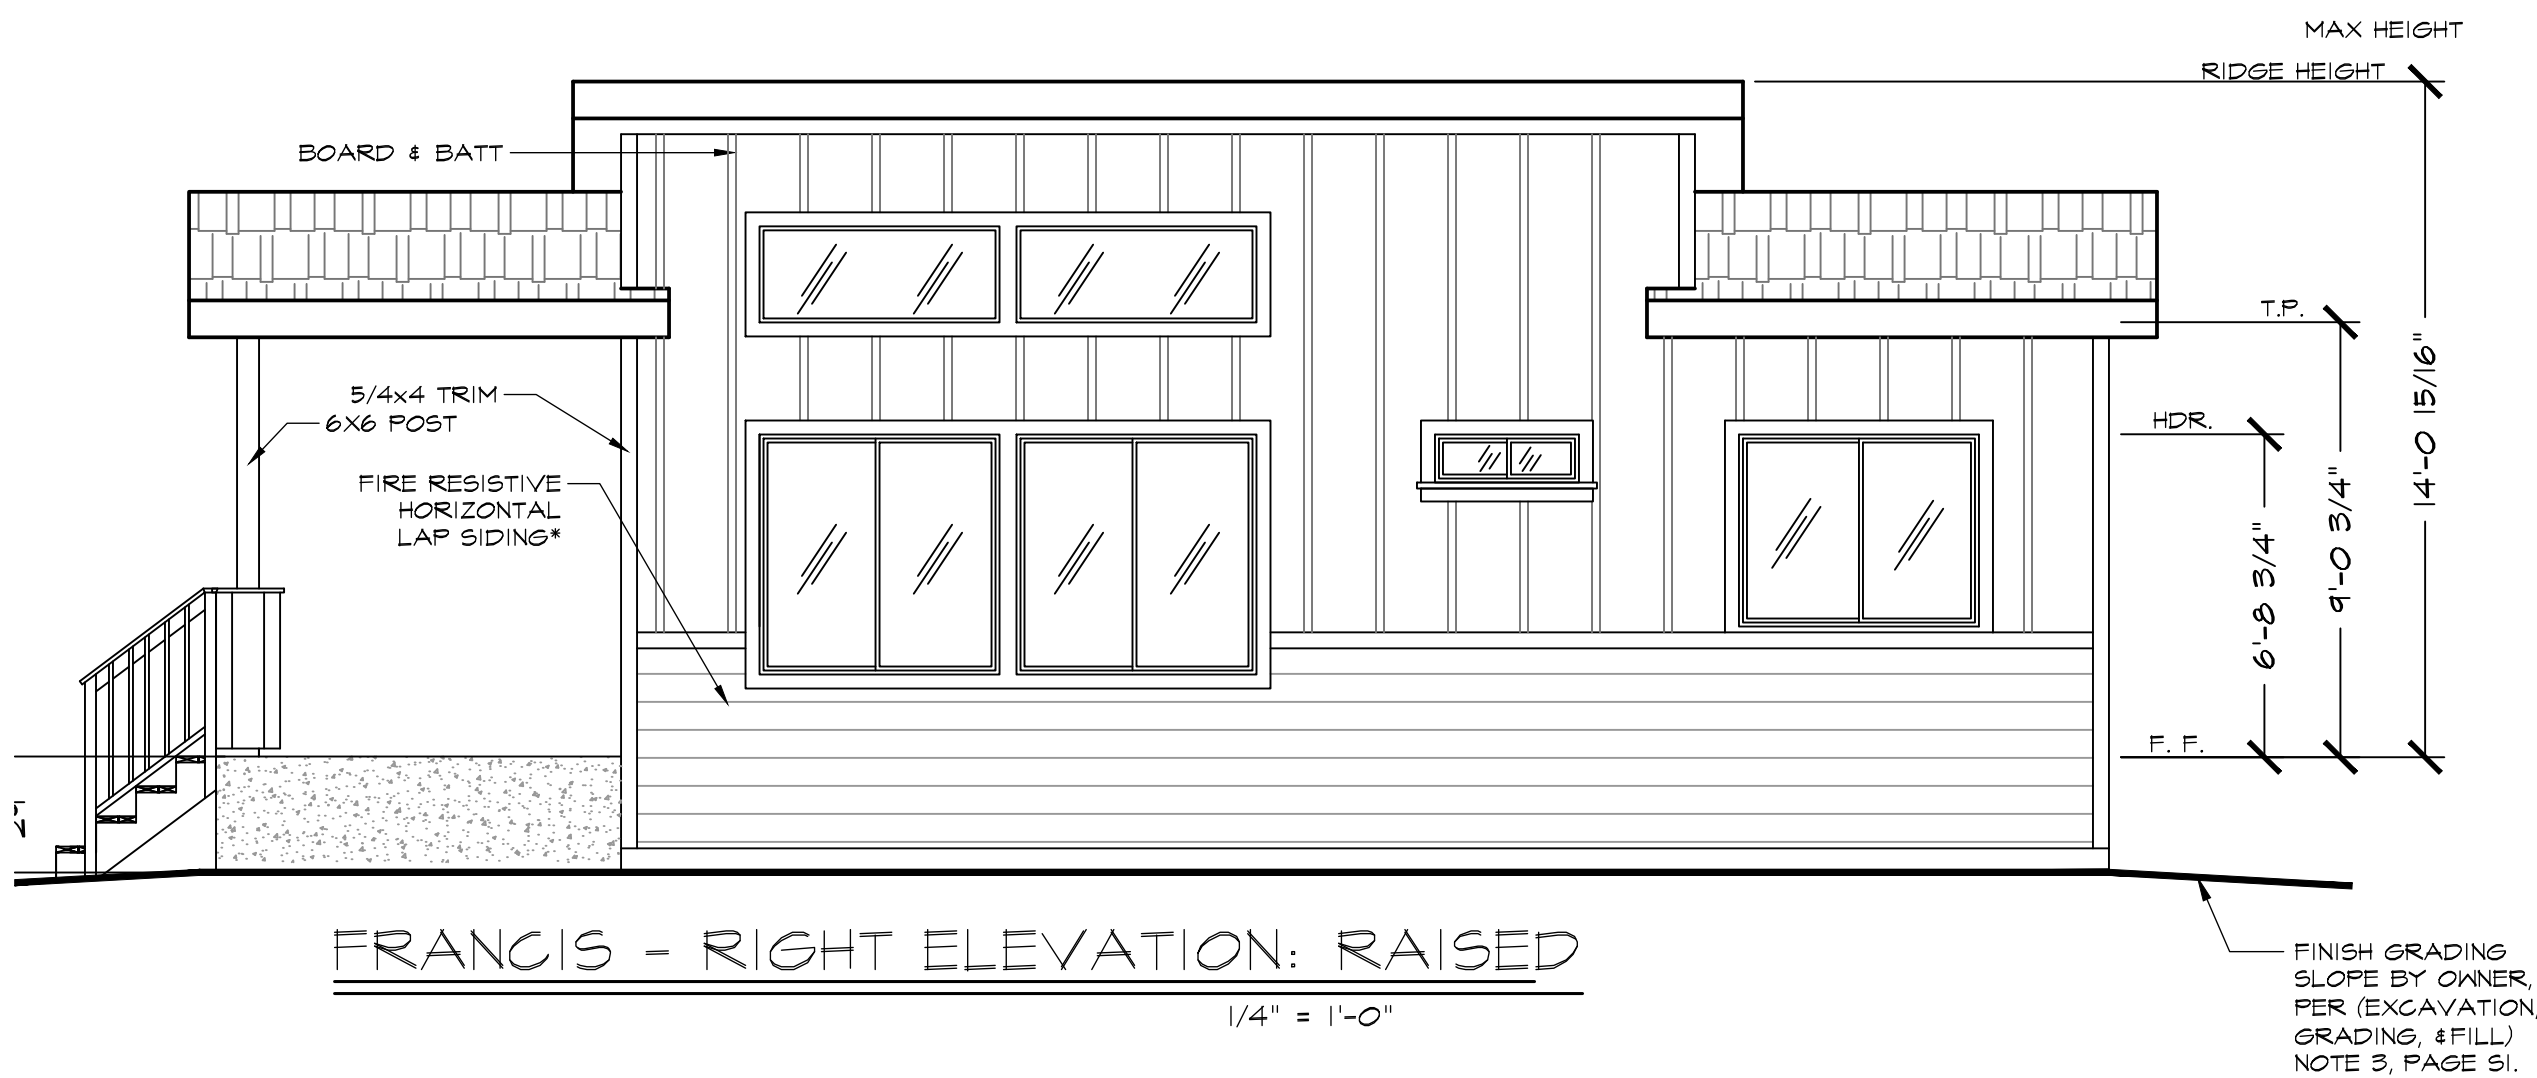 MAX HEIGHT
RIDGE HEIGHT
BOARD & BATT
T.P.
5/4x4 TRIM
6X6 POST
HDR.
FIRE RESISTIVE
HORIZONTAL
LAP SIDING*
14'-0 15/16"
9'-0 3/4"
6'-8 3/4"
F. F.
FRANCIS - RIGHT ELEVATION: RAISED
1/4" = 1'-0"
FINISH GRADING
SLOPE BY OWNER,
PER (EXCAVATION,
GRADING, &FILL)
NOTE 3, PAGE S1.